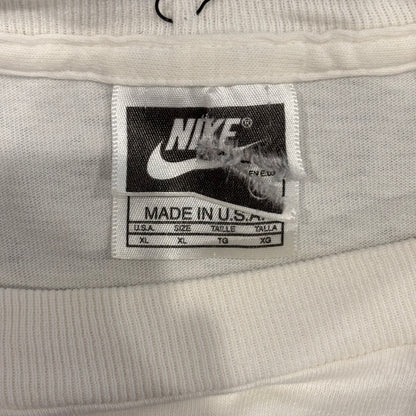 NIKE®
MADE IN U.S.A.
U.S.A. SIZE TAILLE TALLA
XL XL TG XG